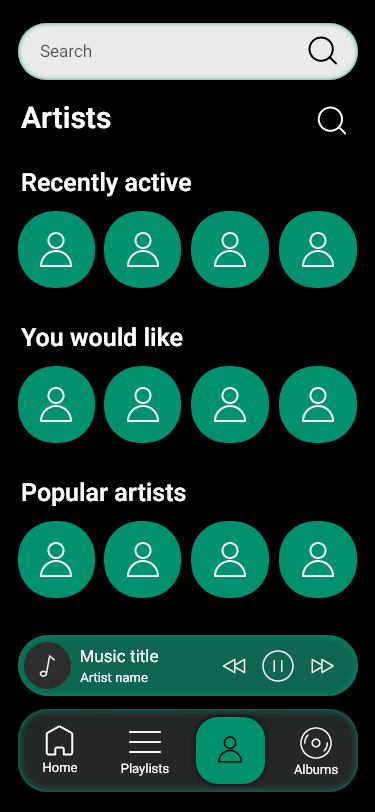 Search
Artists
Recently active
You would like
Popular artists
Music title
Artist name
Home
Playlists
Albums